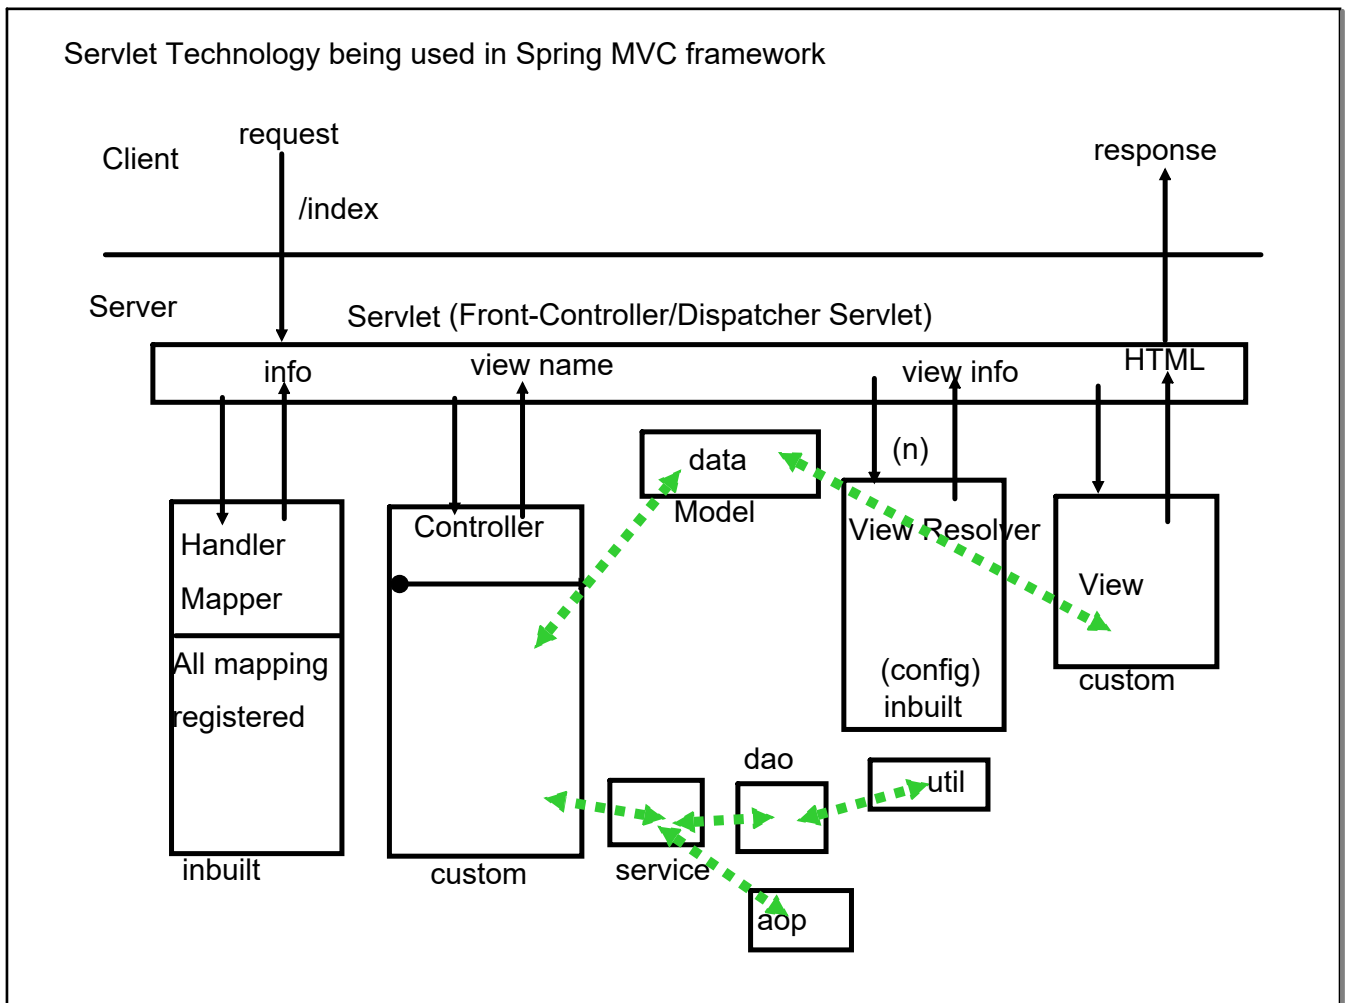 Servlet Technology being used in Spring MVC framework
request
Client
response
/index
Server
Servlet (Front-Controller/Dispatcher Servlet)
info
view name
view info
HTML
(n)
data
Model
Handler
Mapper
All mapping
registered
inbuilt
Controller
custom
View Resolver
(config)
inbuilt
View
custom
dao
util
service
aop